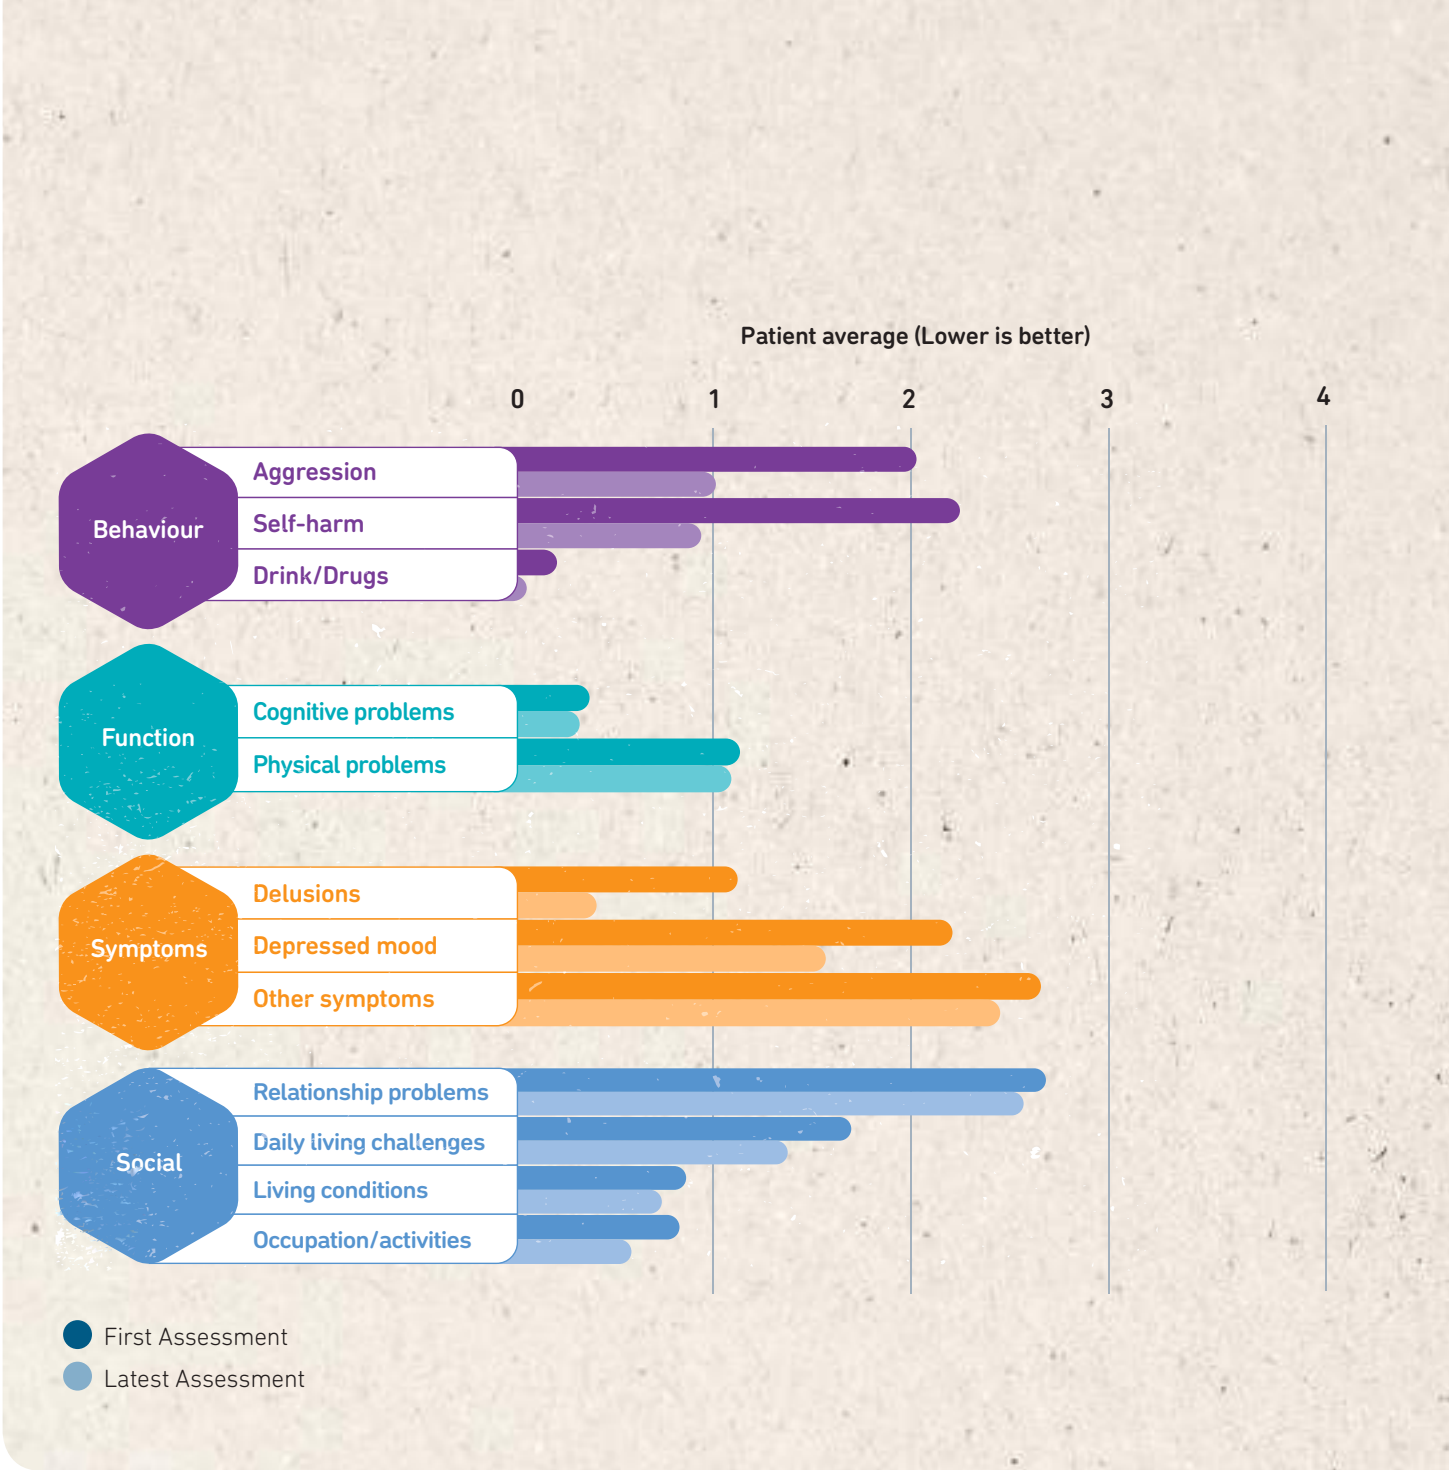 Patient average (Lower is better)
0 1 2 3 4
Behaviour
Aggression
Self-harm
Drink/Drugs
Function
Cognitive problems
Physical problems
Symptoms
Delusions
Depressed mood
Other symptoms
Social
Relationship problems
Daily living challenges
Living conditions
Occupation/activities
First Assessment
Latest Assessment